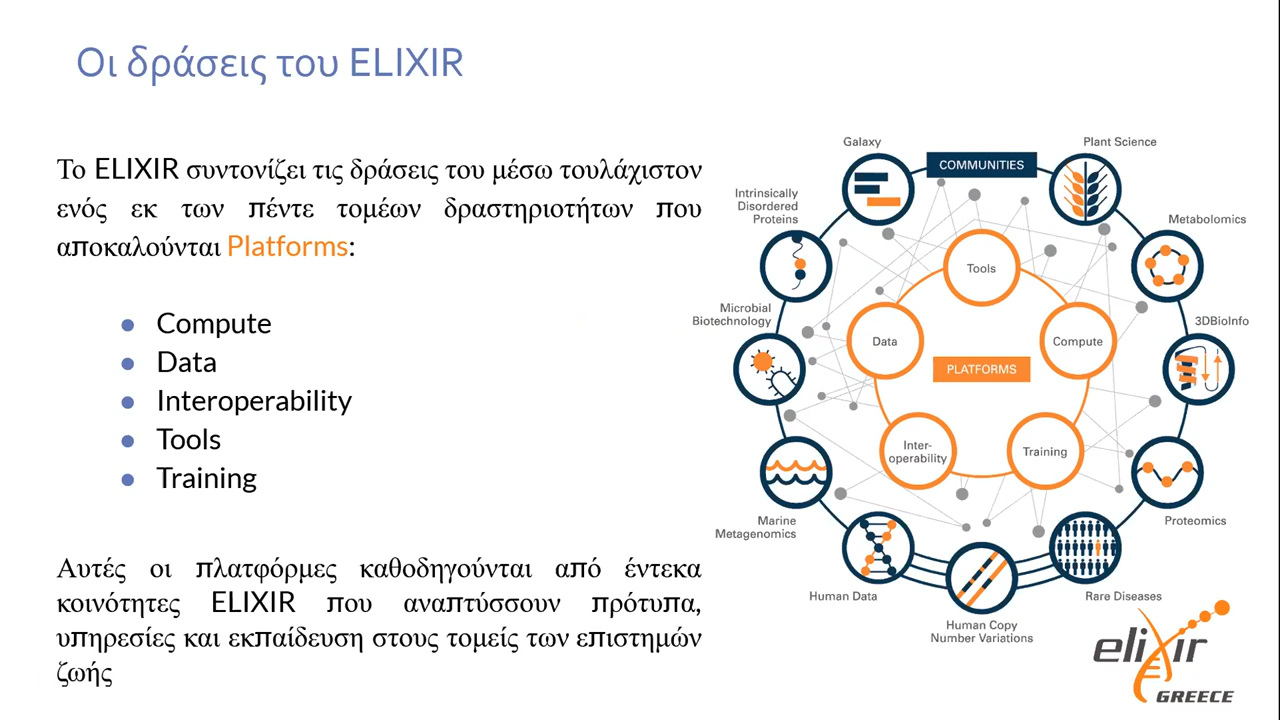 Οι δράσεις του ELIXIR
Το ELIXIR συντονίζει τις δράσεις του μέσω τουλάχιστον
ενός εκ των πέντε τομέων δραστηριοτήτων που
αποκαλούνται Platforms:
● Compute
● Data
● Interoperability
● Tools
● Training
Αυτές οι πλατφόρμες καθοδηγούνται από έντεκα
κοινότητες ELIXIR που αναπτύσσουν πρότυπα,
υπηρεσίες και εκπαίδευση στους τομείς των επιστημών
ζωής
COMMUNITIES
Galaxy
Plant Science
Intrinsically
Disordered
Proteins
Metabolomics
Microbial
Biotechnology
3DBioInfo
Marine
Metagenomics
Proteomics
Human Data
Rare Diseases
Human Copy
Number Variations
Tools
Data
Compute
PLATFORMS
Inter-
operability
Training
elixir
GREECE